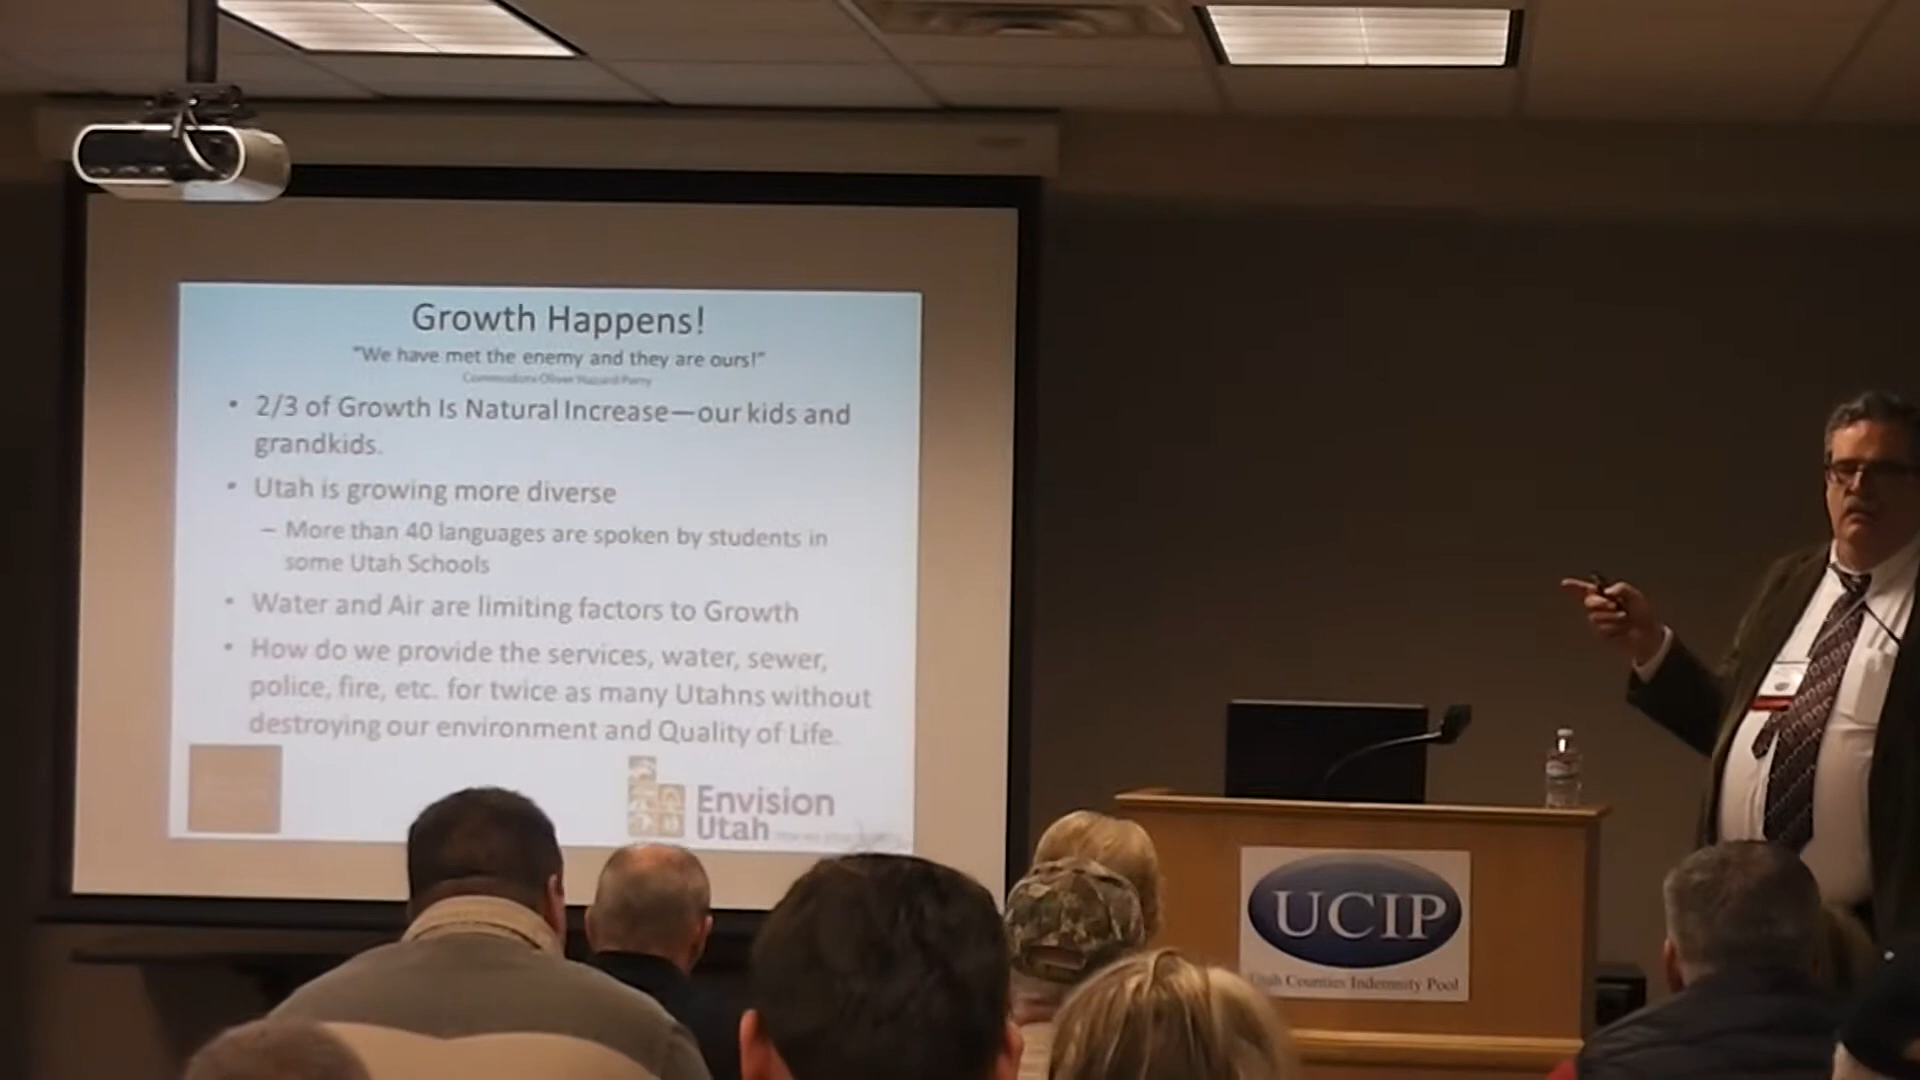 Growth Happens!
"We have met the enemy and they are ours!"
Commodore Oliver Hazard Perry
• 2/3 of Growth Is Natural Increase—our kids and
grandkids.
• Utah is growing more diverse
– More than 40 languages are spoken by students in
some Utah Schools
• Water and Air are limiting factors to Growth
• How do we provide the services, water, sewer,
police, fire, etc. for twice as many Utahns without
destroying our environment and Quality of Life.
Envision
Utah
UCIP
Utah Counties Indemnity Pool